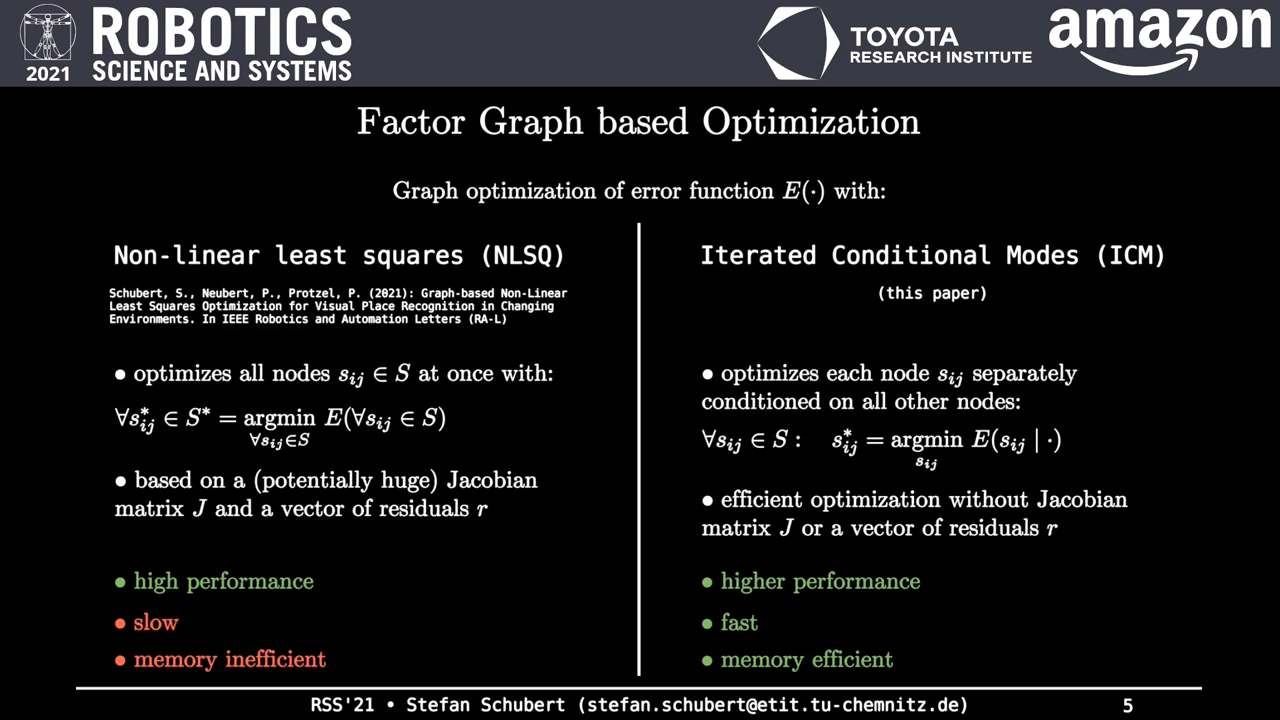 ROBOTICS
SCIENCE AND SYSTEMS
2021
TOYOTA
RESEARCH INSTITUTE
amazon
Factor Graph based Optimization
Graph optimization of error function E(·) with:
Non-linear least squares (NLSQ)
Schubert, S., Neubert, P., Protzel, P. (2021): Graph-based Non-Linear
Least Squares Optimization for Visual Place Recognition in Changing
Environments. In IEEE Robotics and Automation Letters (RA-L)
• optimizes all nodes s_ij ∈ S at once with:
∀s*_ij ∈ S* = argmin E(∀s_ij ∈ S)
∀s_ij∈S
• based on a (potentially huge) Jacobian
matrix J and a vector of residuals r
• high performance
• slow
• memory inefficient
Iterated Conditional Modes (ICM)
(this paper)
• optimizes each node s_ij separately
conditioned on all other nodes:
∀s_ij ∈ S : s*_ij = argmin E(s_ij | ·)
s_ij
• efficient optimization without Jacobian
matrix J or a vector of residuals r
• higher performance
• fast
• memory efficient
RSS'21 • Stefan Schubert (stefan.schubert@etit.tu-chemnitz.de)
5